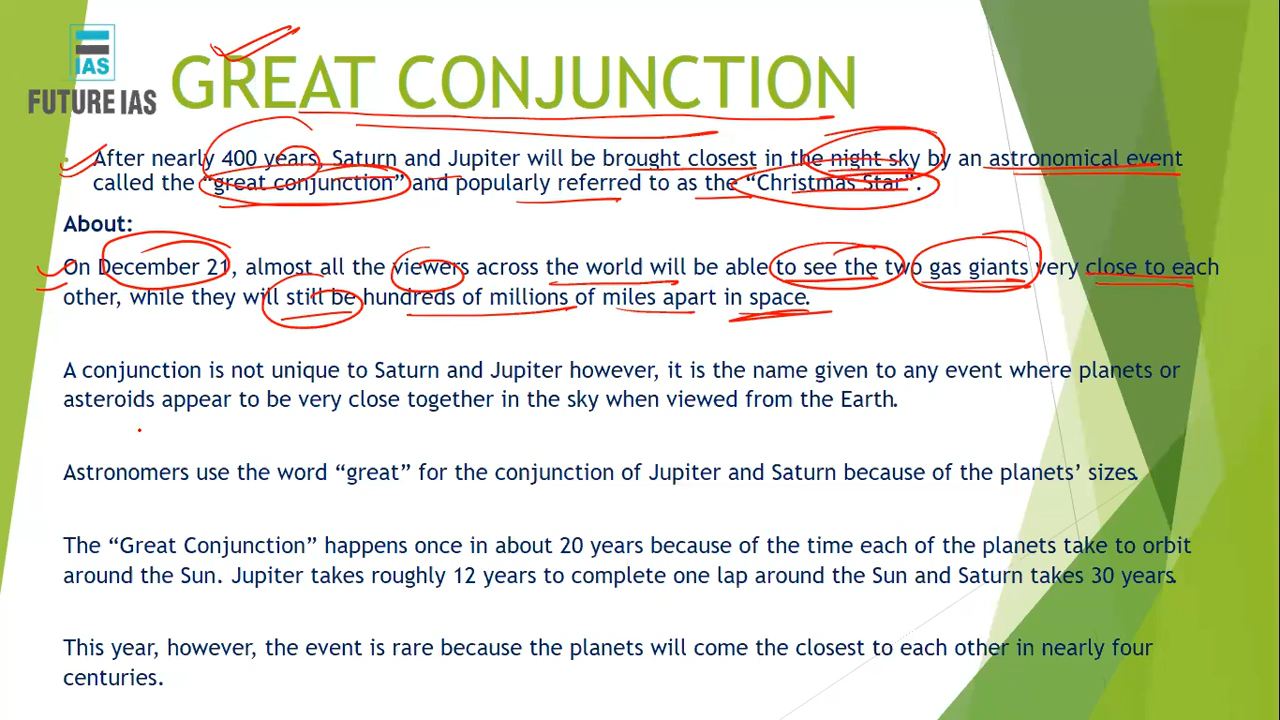 IAS
FUTURE IAS
GREAT CONJUNCTION
After nearly 400 years, Saturn and Jupiter will be brought closest in the night sky by an astronomical event
called the “great conjunction” and popularly referred to as the “Christmas Star”.
About:
On December 21, almost all the viewers across the world will be able to see the two gas giants very close to each
other, while they will still be hundreds of millions of miles apart in space.
A conjunction is not unique to Saturn and Jupiter however, it is the name given to any event where planets or
asteroids appear to be very close together in the sky when viewed from the Earth.
Astronomers use the word “great” for the conjunction of Jupiter and Saturn because of the planets’ sizes.
The “Great Conjunction” happens once in about 20 years because of the time each of the planets take to orbit
around the Sun. Jupiter takes roughly 12 years to complete one lap around the Sun and Saturn takes 30 years.
This year, however, the event is rare because the planets will come the closest to each other in nearly four
centuries.